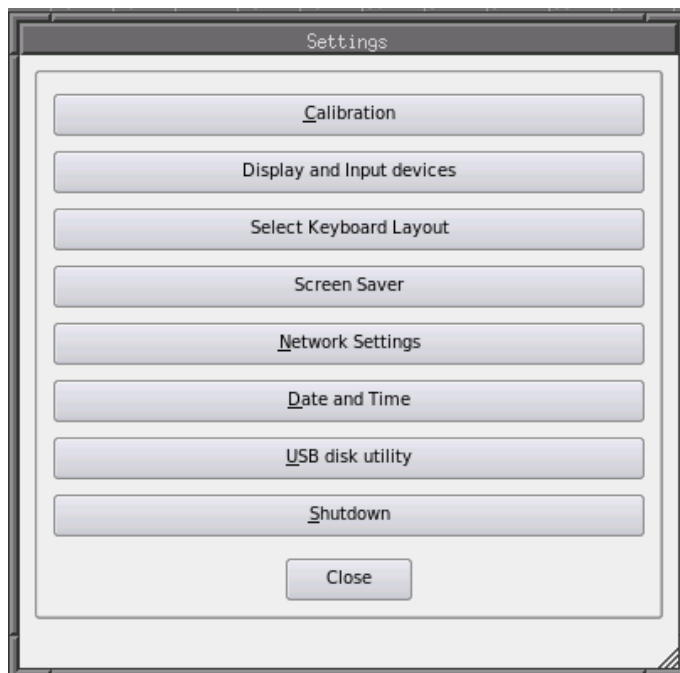 Settings
Calibration
Display and Input devices
Select Keyboard Layout
Screen Saver
Network Settings
Date and Time
USB disk utility
Shutdown
Close